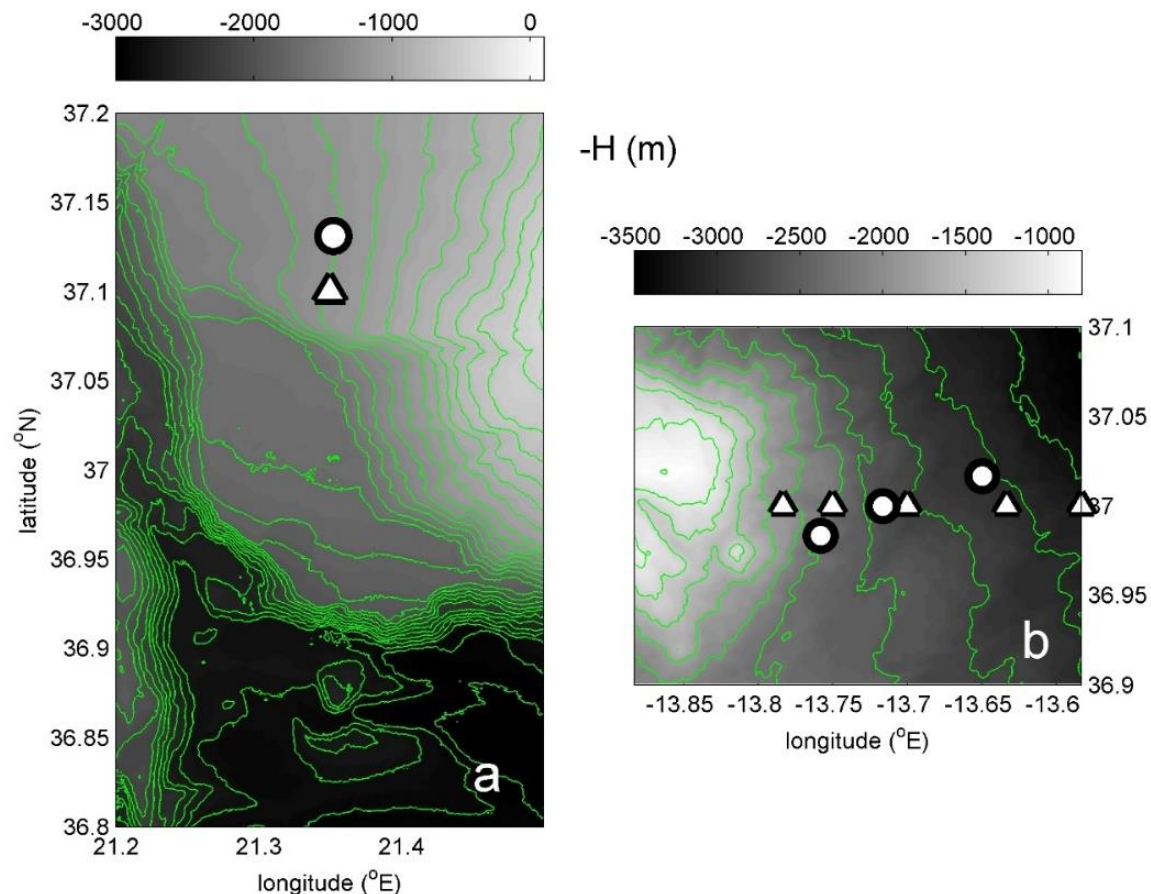 -3000 -2000 -1000 0
37.2
37.15
37.1
37.05
37
36.95
36.9
36.85
36.8
latitude (°N)
21.2 21.3 21.4
longitude (°E)
a
-H (m)
-3500 -3000 -2500 -2000 -1500 -1000
37.1
37.05
37
36.95
36.9
b
-13.85 -13.8 -13.75 -13.7 -13.65 -13.6
longitude (°E)